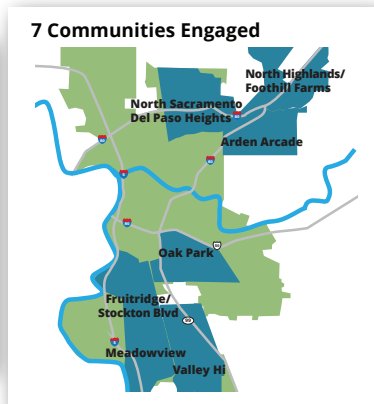 7 Communities Engaged
North Highlands/
Foothill Farms
North Sacramento
Del Paso Heights
Arden Arcade
Oak Park
Fruitridge/
Stockton Blvd
99
Meadowview
Valley Hi